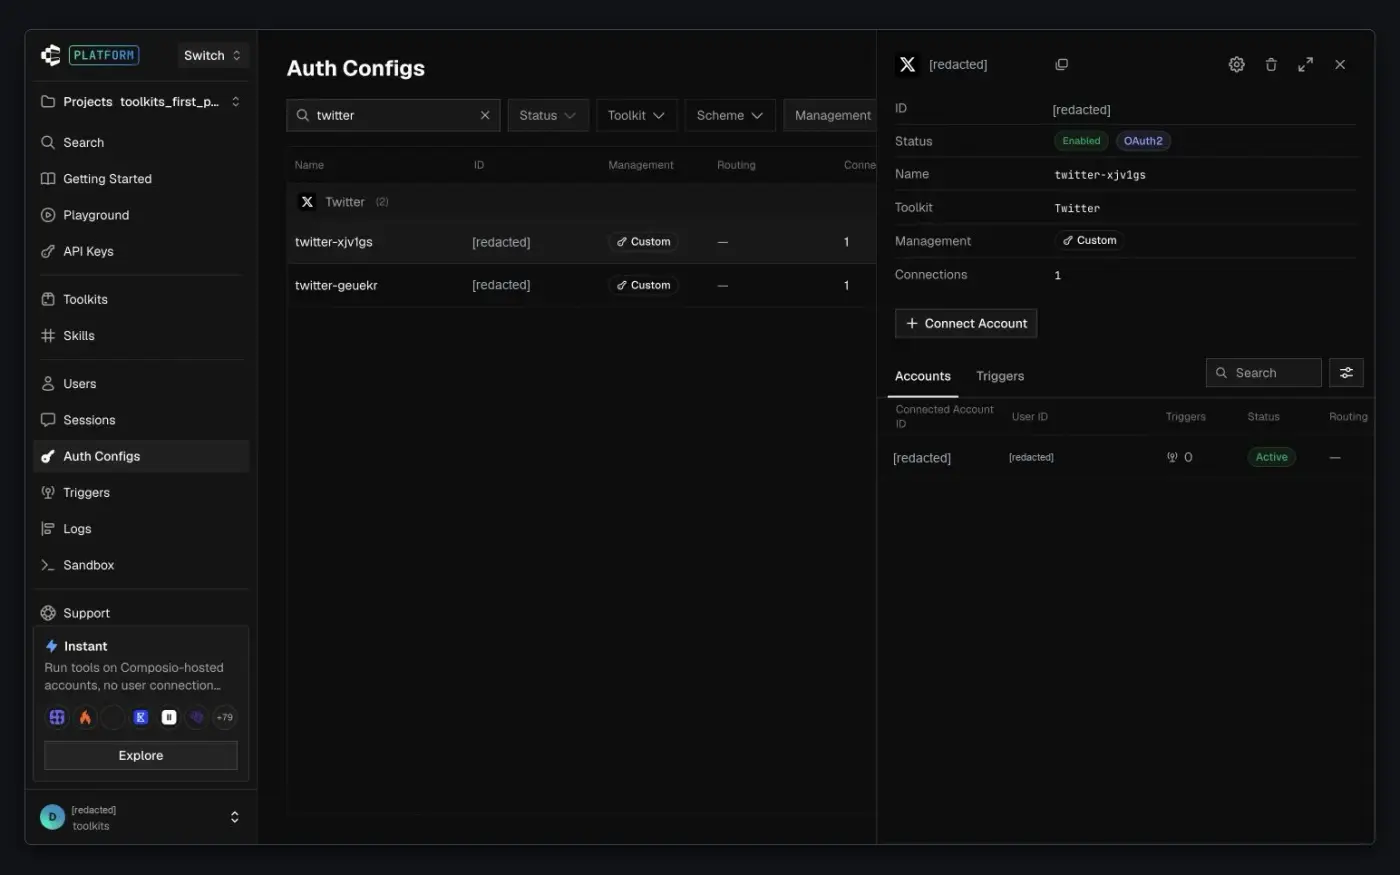 PLATFORM
Switch
Projects toolkits_first_p...
Search
Getting Started
Playground
API Keys
Toolkits
Skills
Users
Sessions
Auth Configs
Triggers
Logs
Sandbox
Support
Instant
Run tools on Composio-hosted
accounts, no user connection...
+79
Explore
D
[redacted]
toolkits
Auth Configs
twitter
Status
Toolkit
Scheme
Management
Name ID Management Routing Conne
Twitter (2)
twitter-xjv1gs [redacted] Custom — 1
twitter-geuekr [redacted] Custom — 1
[redacted]
ID [redacted]
Status Enabled OAuth2
Name twitter-xjv1gs
Toolkit Twitter
Management Custom
Connections 1
+ Connect Account
Accounts Triggers Search
Connected Account
ID
User ID Triggers Status Routing
[redacted] [redacted] 0 Active —